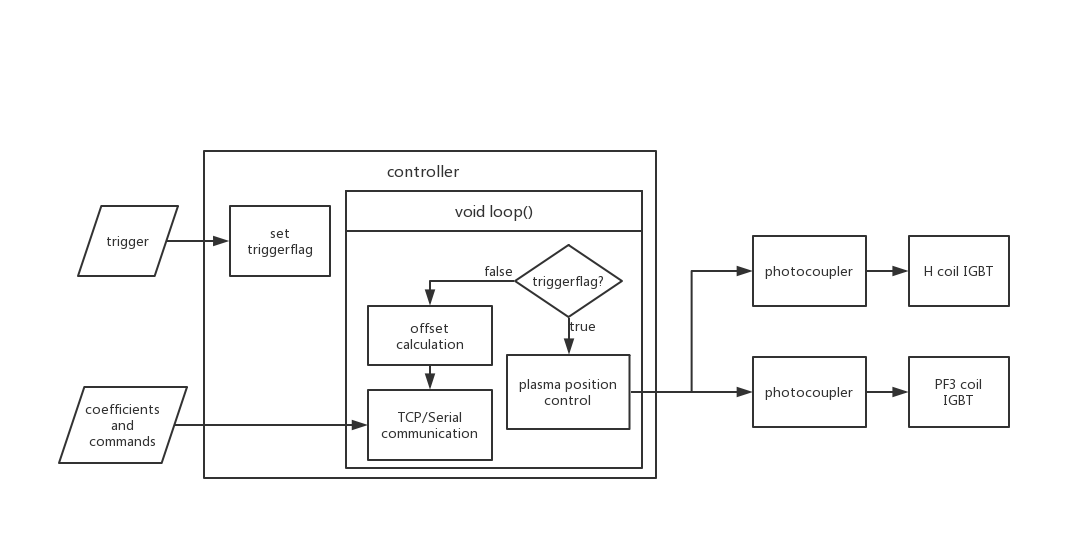 controller
void loop()
trigger
set
triggerflag
false
triggerflag?
true
offset
calculation
plasma position
control
coefficients
and
commands
TCP/Serial
communication
photocoupler
H coil IGBT
photocoupler
PF3 coil
IGBT